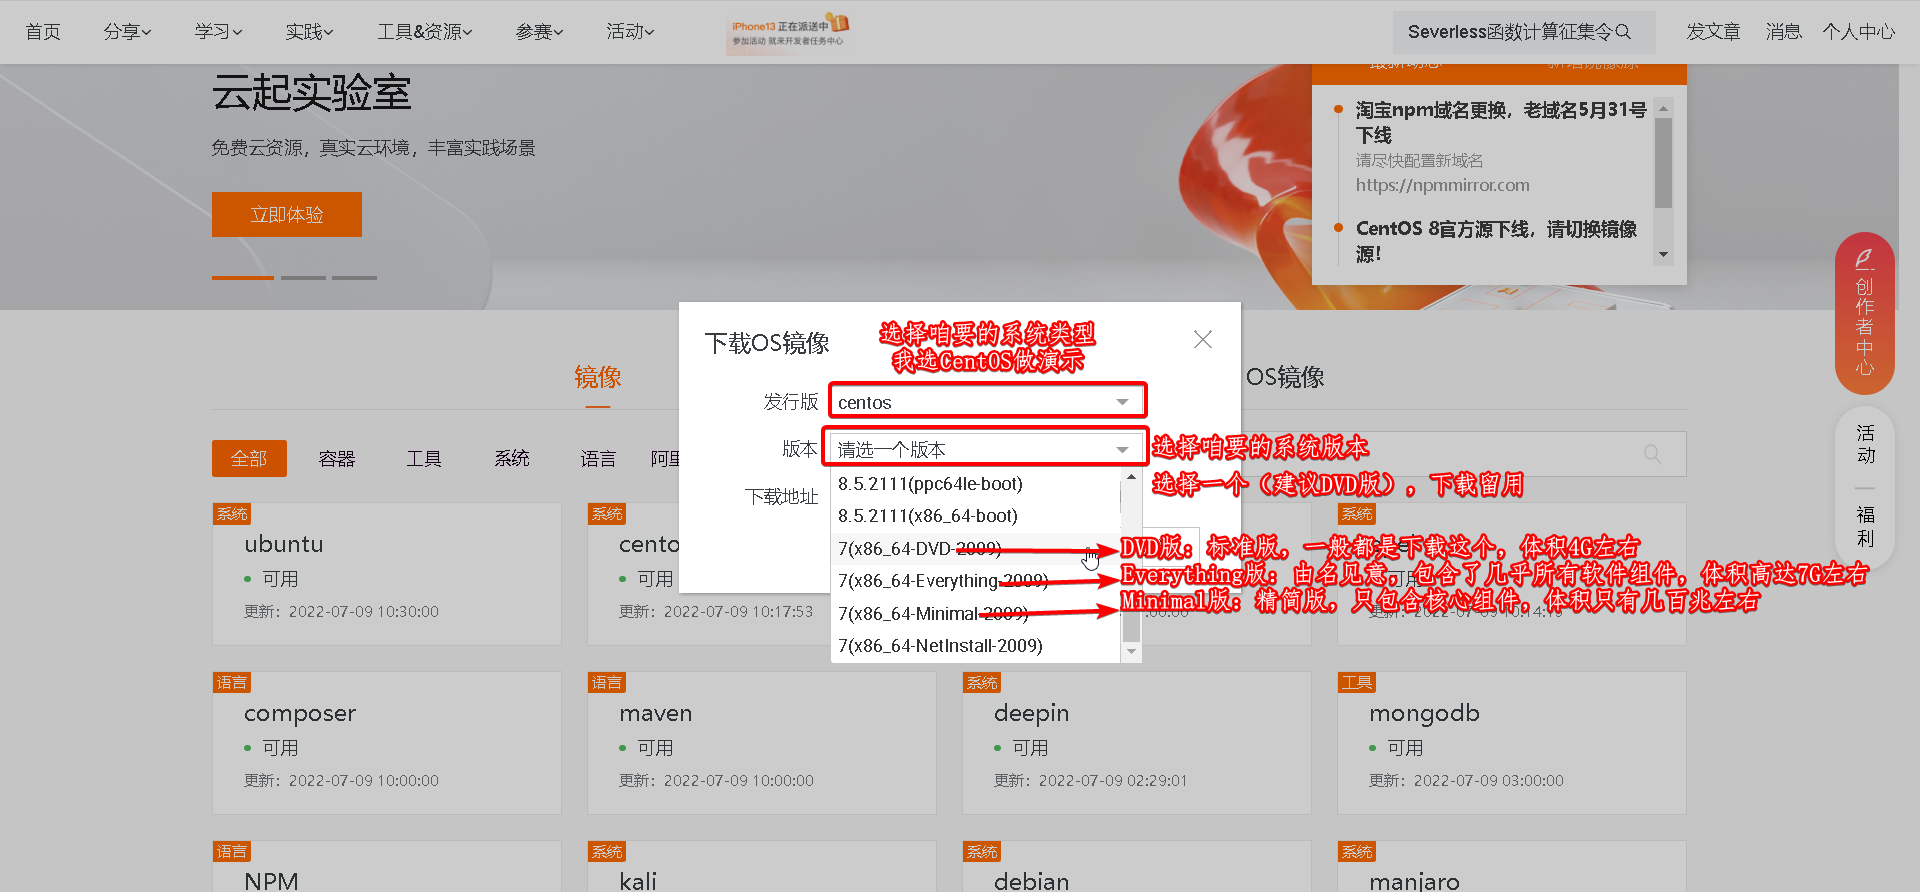 首页
分享
学习
实践
工具&资源
参赛
活动
iPhone13 正在派送中
参加活动 就来开发者任务中心
Severless函数计算征集令
发文章
消息
个人中心
云起实验室
免费云资源，真实云环境，丰富实践场景
立即体验
最新动态
新增镜像源
淘宝npm域名更换，老域名5月31号
下线
请尽快配置新域名
https://npmmirror.com
CentOS 8官方源下线，请切换镜像
源!
创作者中心
活动
福利
镜像
OS镜像
全部
容器
工具
系统
语言
阿里
下载OS镜像
选择咱要的系统类型
我选CentOS做演示
发行版
centos
版本
请选一个版本
选择咱要的系统版本
选择一个（建议DVD版），下载留用
下载地址
8.5.2111(ppc64le-boot)
8.5.2111(x86_64-boot)
7(x86_64-DVD-2009)
7(x86_64-Everything-2009)
7(x86_64-Minimal-2009)
7(x86_64-NetInstall-2009)
DVD版：标准版，一般都是下载这个，体积4G左右
Everything版：由名见意，包含了几乎所有软件组件，体积高达7G左右
Minimal版：精简版，只包含核心组件，体积只有几百兆左右
系统
ubuntu
可用
更新：2022-07-09 10:30:00
系统
cento
可用
更新：2022-07-09 10:17:53
系统
可用
语言
composer
可用
更新：2022-07-09 10:00:00
语言
maven
可用
更新：2022-07-09 10:00:00
系统
deepin
可用
更新：2022-07-09 02:29:01
工具
mongodb
可用
更新：2022-07-09 03:00:00
语言
NPM
系统
kali
系统
debian
系统
manjaro